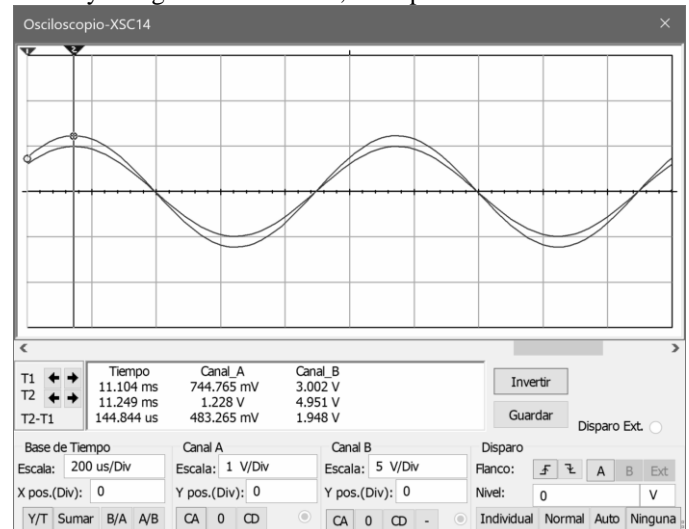 Osciloscopio-XSC14
T1
T2
T2-T1
Tiempo Canal_A Canal_B
11.104 ms 744.765 mV 3.002 V
11.249 ms 1.228 V 4.951 V
144.844 us 483.265 mV 1.948 V
Invertir
Guardar
Disparo Ext.
Base de Tiempo Canal A Canal B Disparo
Escala: 200 us/Div Escala: 1 V/Div Escala: 5 V/Div Flanco: A B Ext
X pos.(Div): 0 Y pos.(Div): 0 Y pos.(Div): 0 Nivel: 0 V
Y/T Sumar B/A A/B CA 0 CD CA 0 CD - Individual Normal Auto Ninguna